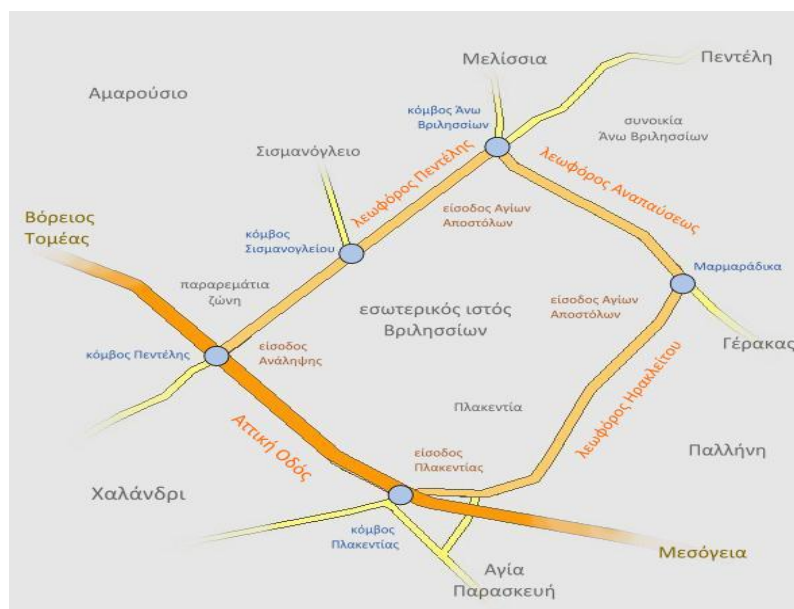 Μελίσσια
Πεντέλη
Αμαρούσιο
κόμβος Άνω
Βριλησσίων
συνοικία
Άνω Βριλησσίων
Σισμανόγλειο
λεωφόρος Πεντέλης
λεωφόρος Αναπαύσεως
Βόρειος
Τομέας
κόμβος
Σισμανογλείου
είσοδος Αγίων
Αποστόλων
Μαρμαράδικα
παραρεμάτια
ζώνη
εσωτερικός ιστός
Βριλησσίων
είσοδος Αγίων
Αποστόλων
Γέρακας
κόμβος Πεντέλης
είσοδος
Ανάληψης
λεωφόρος Ηρακλείτου
Πλακεντία
Αττική Οδός
είσοδος
Πλακεντίας
Παλλήνη
Χαλάνδρι
κόμβος
Πλακεντίας
Μεσόγεια
Αγία
Παρασκευή